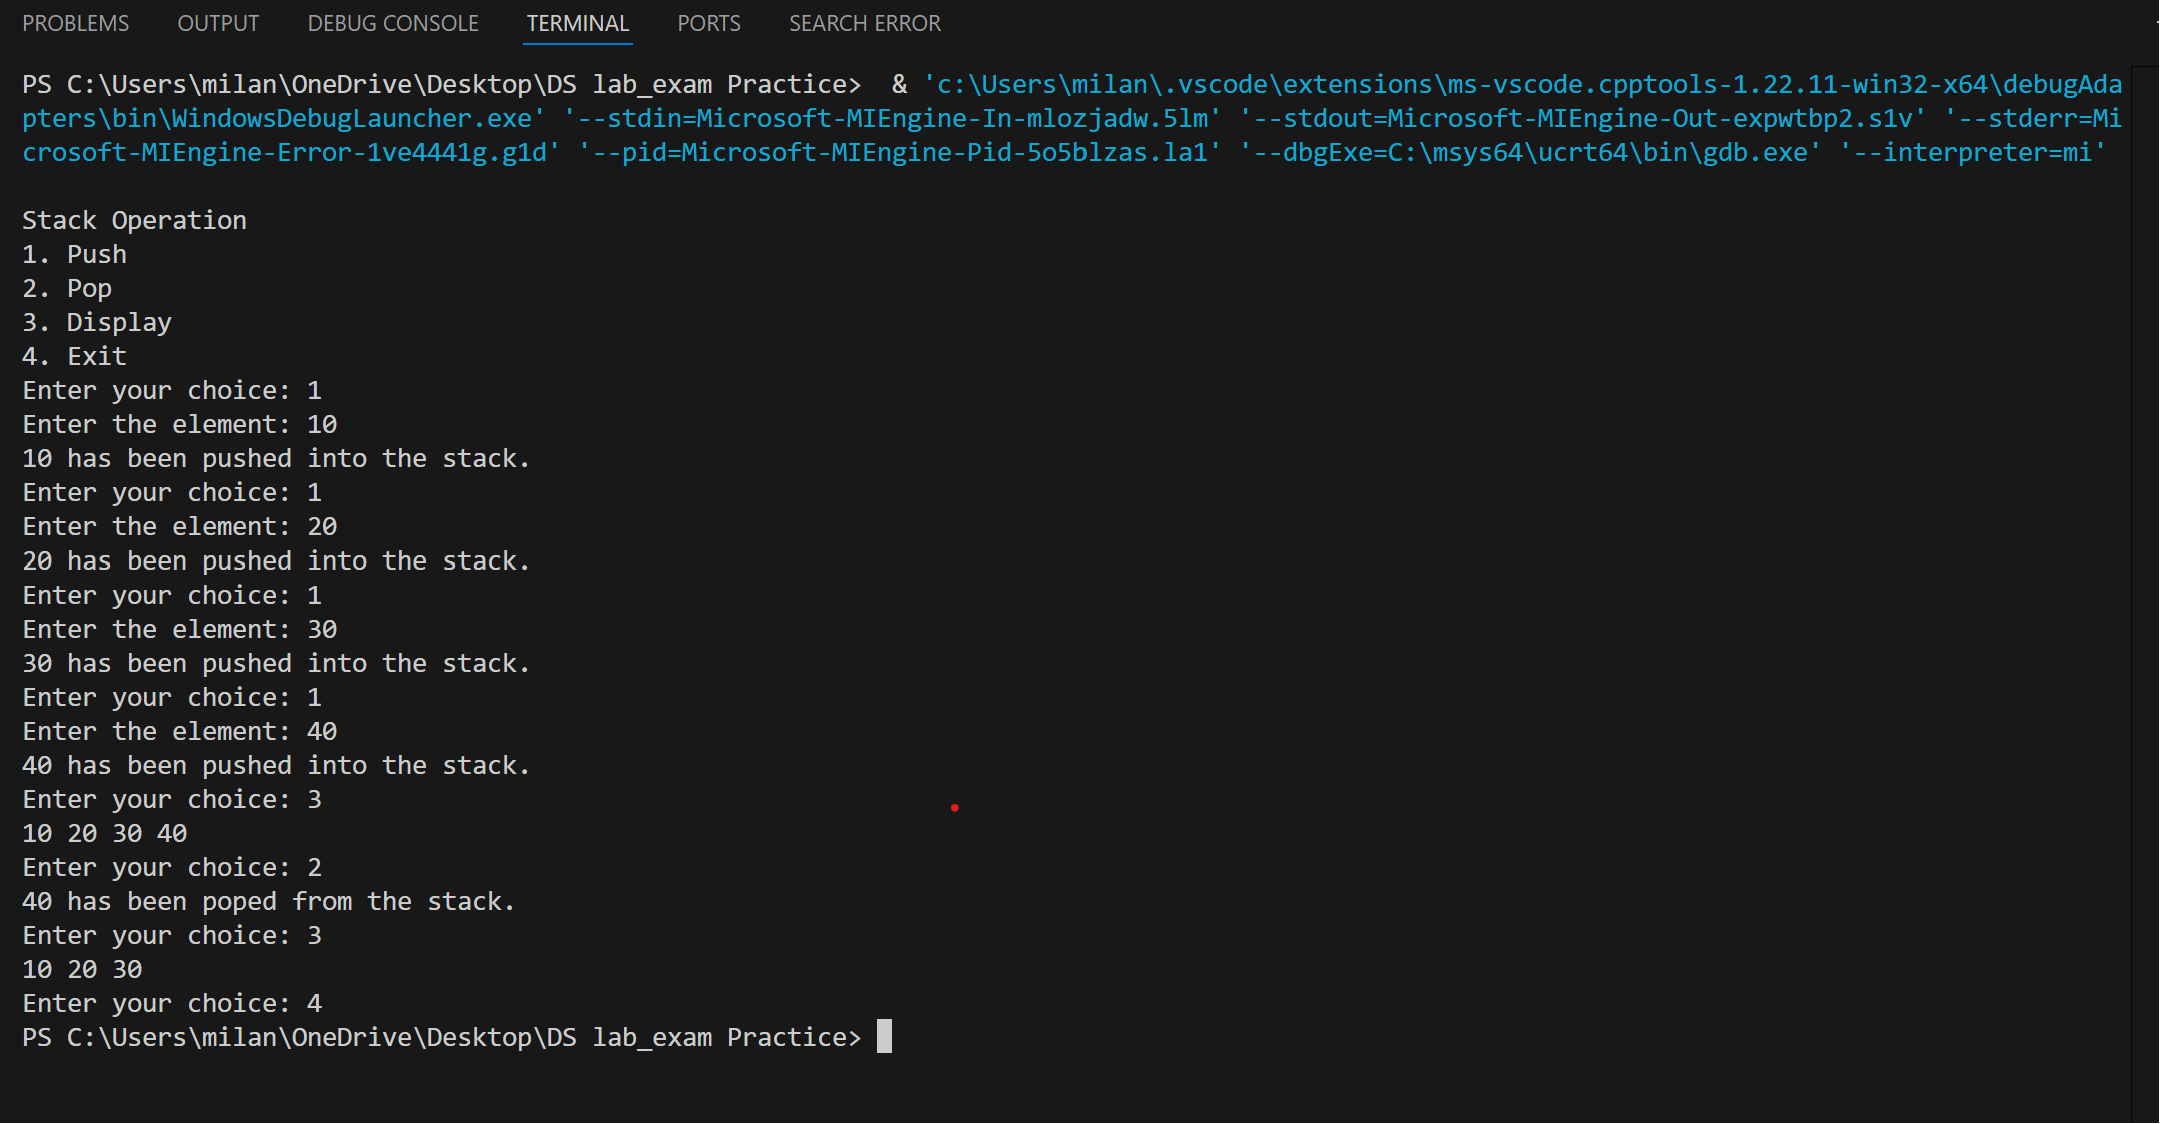 PROBLEMS OUTPUT DEBUG CONSOLE TERMINAL PORTS SEARCH ERROR
PS C:\Users\milan\OneDrive\Desktop\DS lab_exam Practice>  & 'c:\Users\milan\.vscode\extensions\ms-vscode.cpptools-1.22.11-win32-x64\debugAda
pters\bin\WindowsDebugLauncher.exe' '--stdin=Microsoft-MIEngine-In-mlozjadw.5lm' '--stdout=Microsoft-MIEngine-Out-expwtbp2.s1v' '--stderr=Mi
crosoft-MIEngine-Error-1ve4441g.g1d' '--pid=Microsoft-MIEngine-Pid-5o5blzas.la1' '--dbgExe=C:\msys64\ucrt64\bin\gdb.exe' '--interpreter=mi'
Stack Operation
1. Push
2. Pop
3. Display
4. Exit
Enter your choice: 1
Enter the element: 10
10 has been pushed into the stack.
Enter your choice: 1
Enter the element: 20
20 has been pushed into the stack.
Enter your choice: 1
Enter the element: 30
30 has been pushed into the stack.
Enter your choice: 1
Enter the element: 40
40 has been pushed into the stack.
Enter your choice: 3
10 20 30 40
Enter your choice: 2
40 has been poped from the stack.
Enter your choice: 3
10 20 30
Enter your choice: 4
PS C:\Users\milan\OneDrive\Desktop\DS lab_exam Practice>